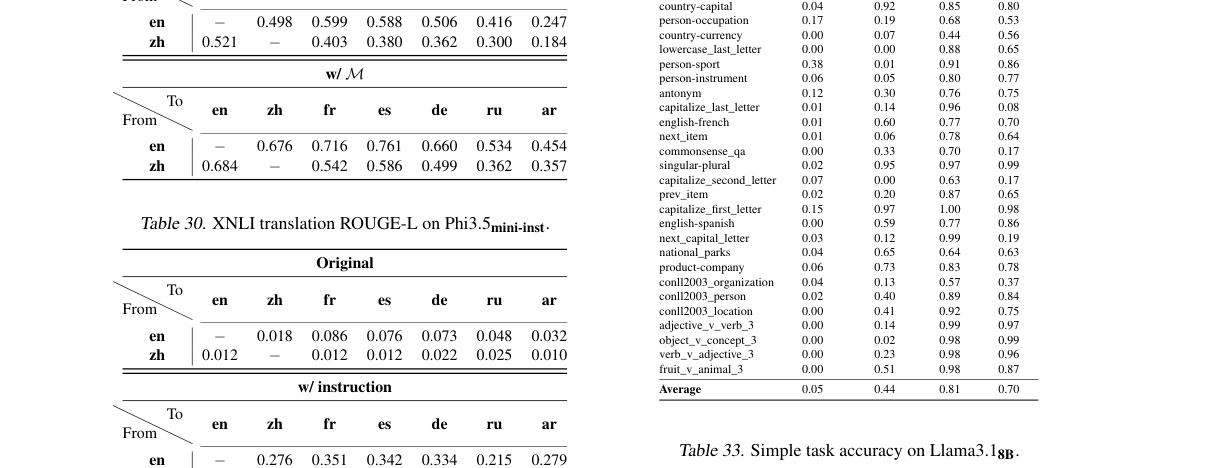 From
en – 0.498 0.599 0.588 0.506 0.416 0.247
zh 0.521 – 0.403 0.380 0.362 0.300 0.184
w/ M
To
From
en zh fr es de ru ar
en – 0.676 0.716 0.761 0.660 0.534 0.454
zh 0.684 – 0.542 0.586 0.499 0.362 0.357
Table 30. XNLI translation ROUGE-L on Phi3.5mini-inst.
Original
To
From
en zh fr es de ru ar
en – 0.018 0.086 0.076 0.073 0.048 0.032
zh 0.012 – 0.012 0.012 0.022 0.025 0.010
w/ instruction
To
From
en zh fr es de ru ar
en – 0.276 0.351 0.342 0.334 0.215 0.279
country-capital 0.04 0.92 0.85 0.80
person-occupation 0.17 0.19 0.68 0.53
country-currency 0.00 0.07 0.44 0.56
lowercase_last_letter 0.00 0.00 0.88 0.65
person-sport 0.38 0.01 0.91 0.86
person-instrument 0.06 0.05 0.80 0.77
antonym 0.12 0.30 0.76 0.75
capitalize_last_letter 0.01 0.14 0.96 0.08
english-french 0.01 0.60 0.77 0.70
next_item 0.01 0.06 0.78 0.64
commonsense_qa 0.00 0.33 0.70 0.17
singular-plural 0.02 0.95 0.97 0.99
capitalize_second_letter 0.07 0.00 0.63 0.17
prev_item 0.02 0.20 0.87 0.65
capitalize_first_letter 0.15 0.97 1.00 0.98
english-spanish 0.00 0.59 0.77 0.86
next_capital_letter 0.03 0.12 0.99 0.19
national_parks 0.04 0.65 0.64 0.63
product-company 0.06 0.73 0.83 0.78
conll2003_organization 0.04 0.13 0.57 0.37
conll2003_person 0.02 0.40 0.89 0.84
conll2003_location 0.00 0.41 0.92 0.75
adjective_v_verb_3 0.00 0.14 0.99 0.97
object_v_concept_3 0.00 0.02 0.98 0.99
verb_v_adjective_3 0.00 0.23 0.98 0.96
fruit_v_animal_3 0.00 0.51 0.98 0.87
Average 0.05 0.44 0.81 0.70
Table 33. Simple task accuracy on Llama3.18B.